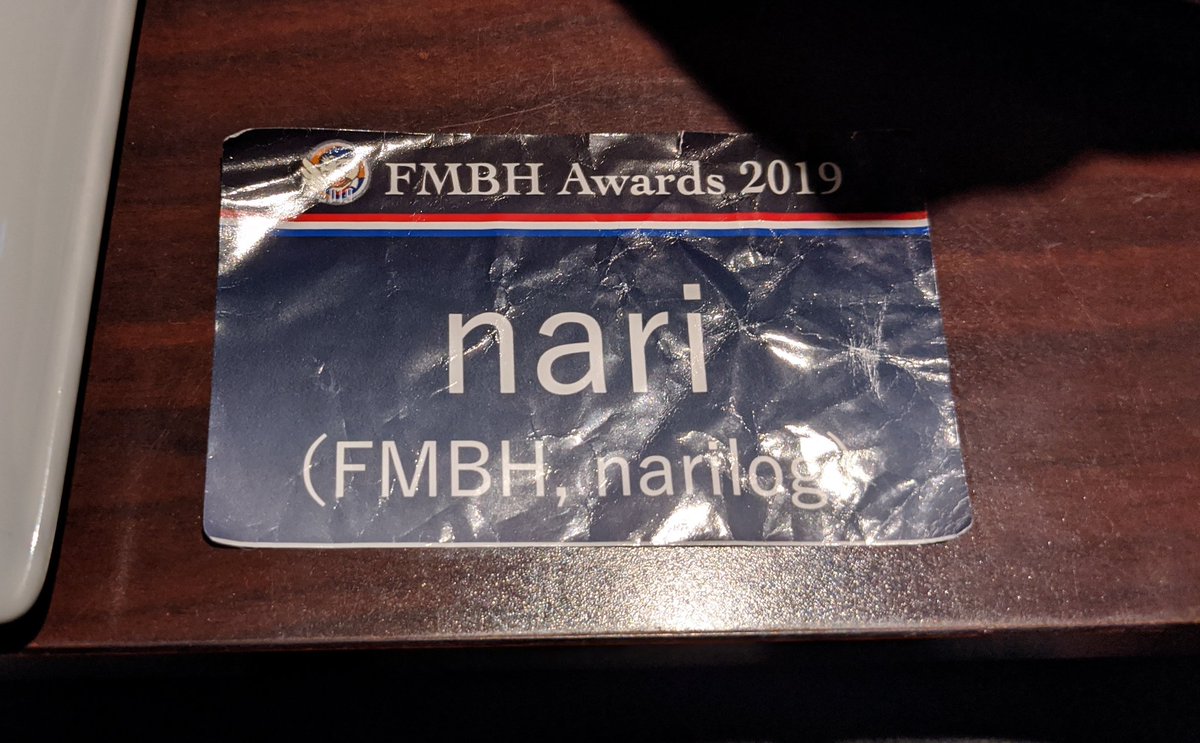 FMBH Awards 2019
nari
(FMBH, narilog)